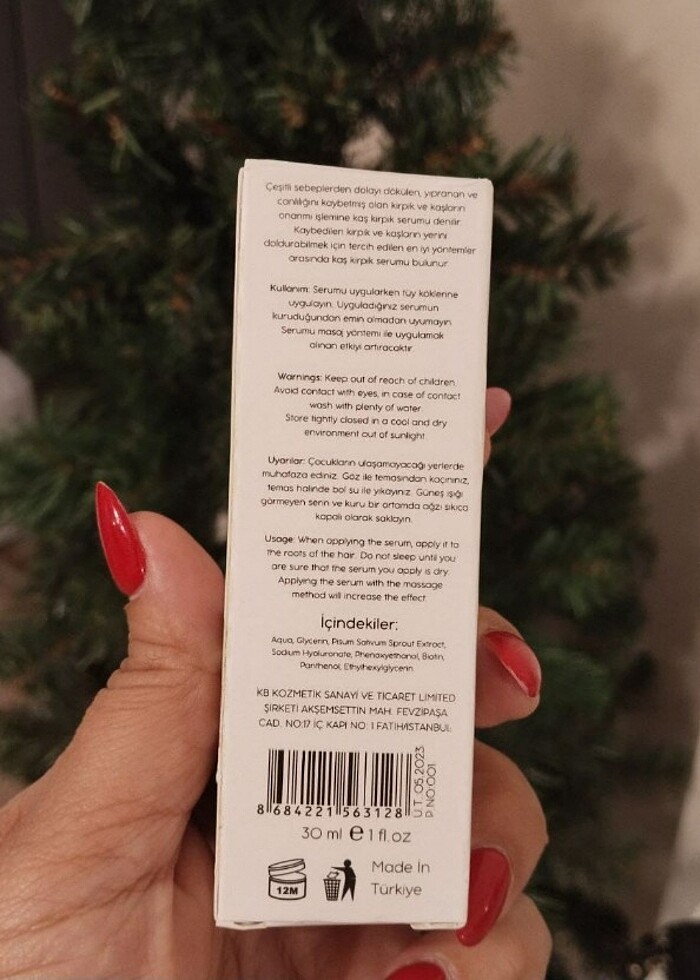 Çeşitli sebeplerden dolayı dökülen, yıpranan ve
canlılığını kaybetmiş olan kirpik ve kaşların
onarımı işlemine kaş kirpik serumu denilir.
Kaybedilen kirpik ve kaşların yerini
doldurabilmek için tercih edilen en iyi yöntemler
arasında kaş kirpik serumu bulunur.
Kullanım: Serumu uygularken tüy köklerine
uygulayın. Uyguladığınız serumun
kuruduğundan emin olmadan uyumayın.
Serumu masaj yöntemi ile uygulamak
alınan etkiyi artıracaktır.
Warnings: Keep out of reach of children.
Avoid contact with eyes, in case of contact
wash with plenty of water.
Store tightly closed in a cool and dry
environment out of sunlight.
Uyarılar: Çocukların ulaşamayacağı yerlerde
muhafaza ediniz. Göz ile temasından kaçınınız,
temas halinde bol su ile yıkayınız. Güneş ışığı
görmeyen serin ve kuru bir ortamda ağzı sıkıca
kapalı olarak saklayın.
Usage: When applying the serum, apply it to
the roots of the hair. Do not sleep until you
are sure that the serum you apply is dry.
Applying the serum with the massage
method will increase the effect.
İçindekiler:
Aqua, Glycerin, Pisum Sativum Sprout Extract,
Sodium Hyaluronate, Phenoxyethanol, Biotin,
Panthenol, Ethylhexylglycerin.
KB KOZMETİK SANAYİ VE TİCARET LIMITED
ŞİRKETİ AKŞEMSETTIN MAH. FEVZİPAŞA
CAD. NO:17 İÇ KAPI NO: 1 FATİH/İSTANBUL
8 684221 563128
U.T. 05.2023
P.NO:001
30 ml e 1 fl.oz
12M
Made İn
Türkiye